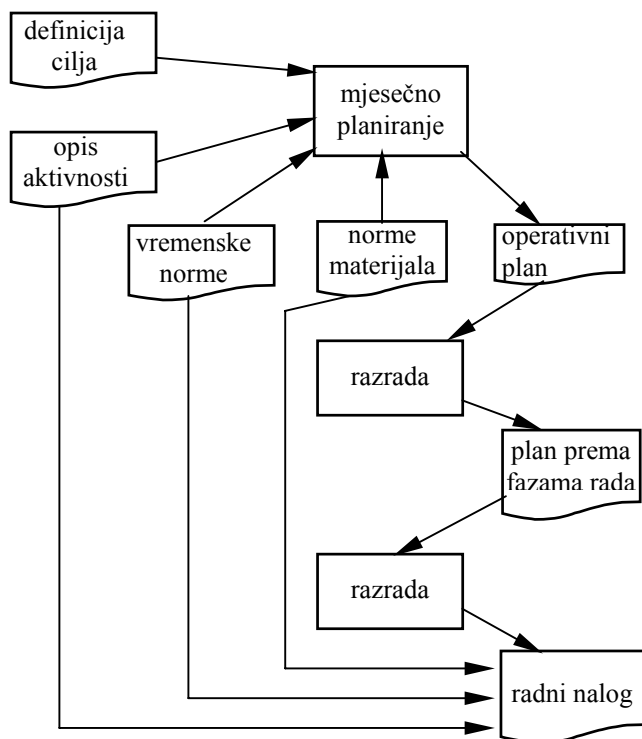 definicija
cilja
mjesečno
planiranje
opis
aktivnosti
vremenske
norme
norme
materijala
operativni
plan
razrada
plan prema
fazama rada
razrada
radni nalog